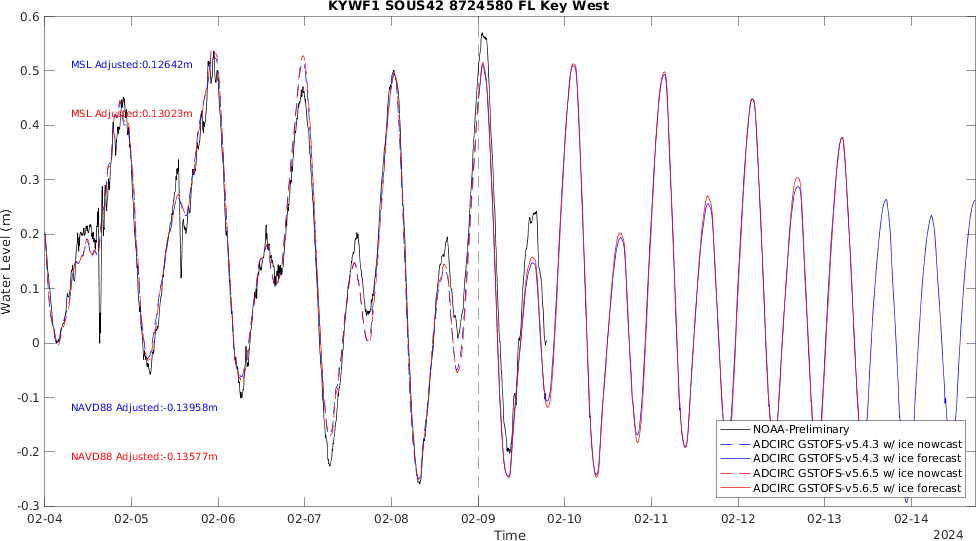 KYWF1 SOUS42 8724580 FL Key West
0.6
0.5
0.4
0.3
0.2
0.1
0
-0.1
-0.2
-0.3
Water Level (m)
MSL Adjusted:0.12642m
MSL Adjusted:0.13023m
NAVD88 Adjusted:-0.13958m
NAVD88 Adjusted:-0.13577m
NOAA-Preliminary
ADCIRC GSTOFS-v5.4.3 w/ ice nowcast
ADCIRC GSTOFS-v5.4.3 w/ ice forecast
ADCIRC GSTOFS-v5.6.5 w/ ice nowcast
ADCIRC GSTOFS-v5.6.5 w/ ice forecast
02-04 02-05 02-06 02-07 02-08 02-09 02-10 02-11 02-12 02-13 02-14
Time
2024